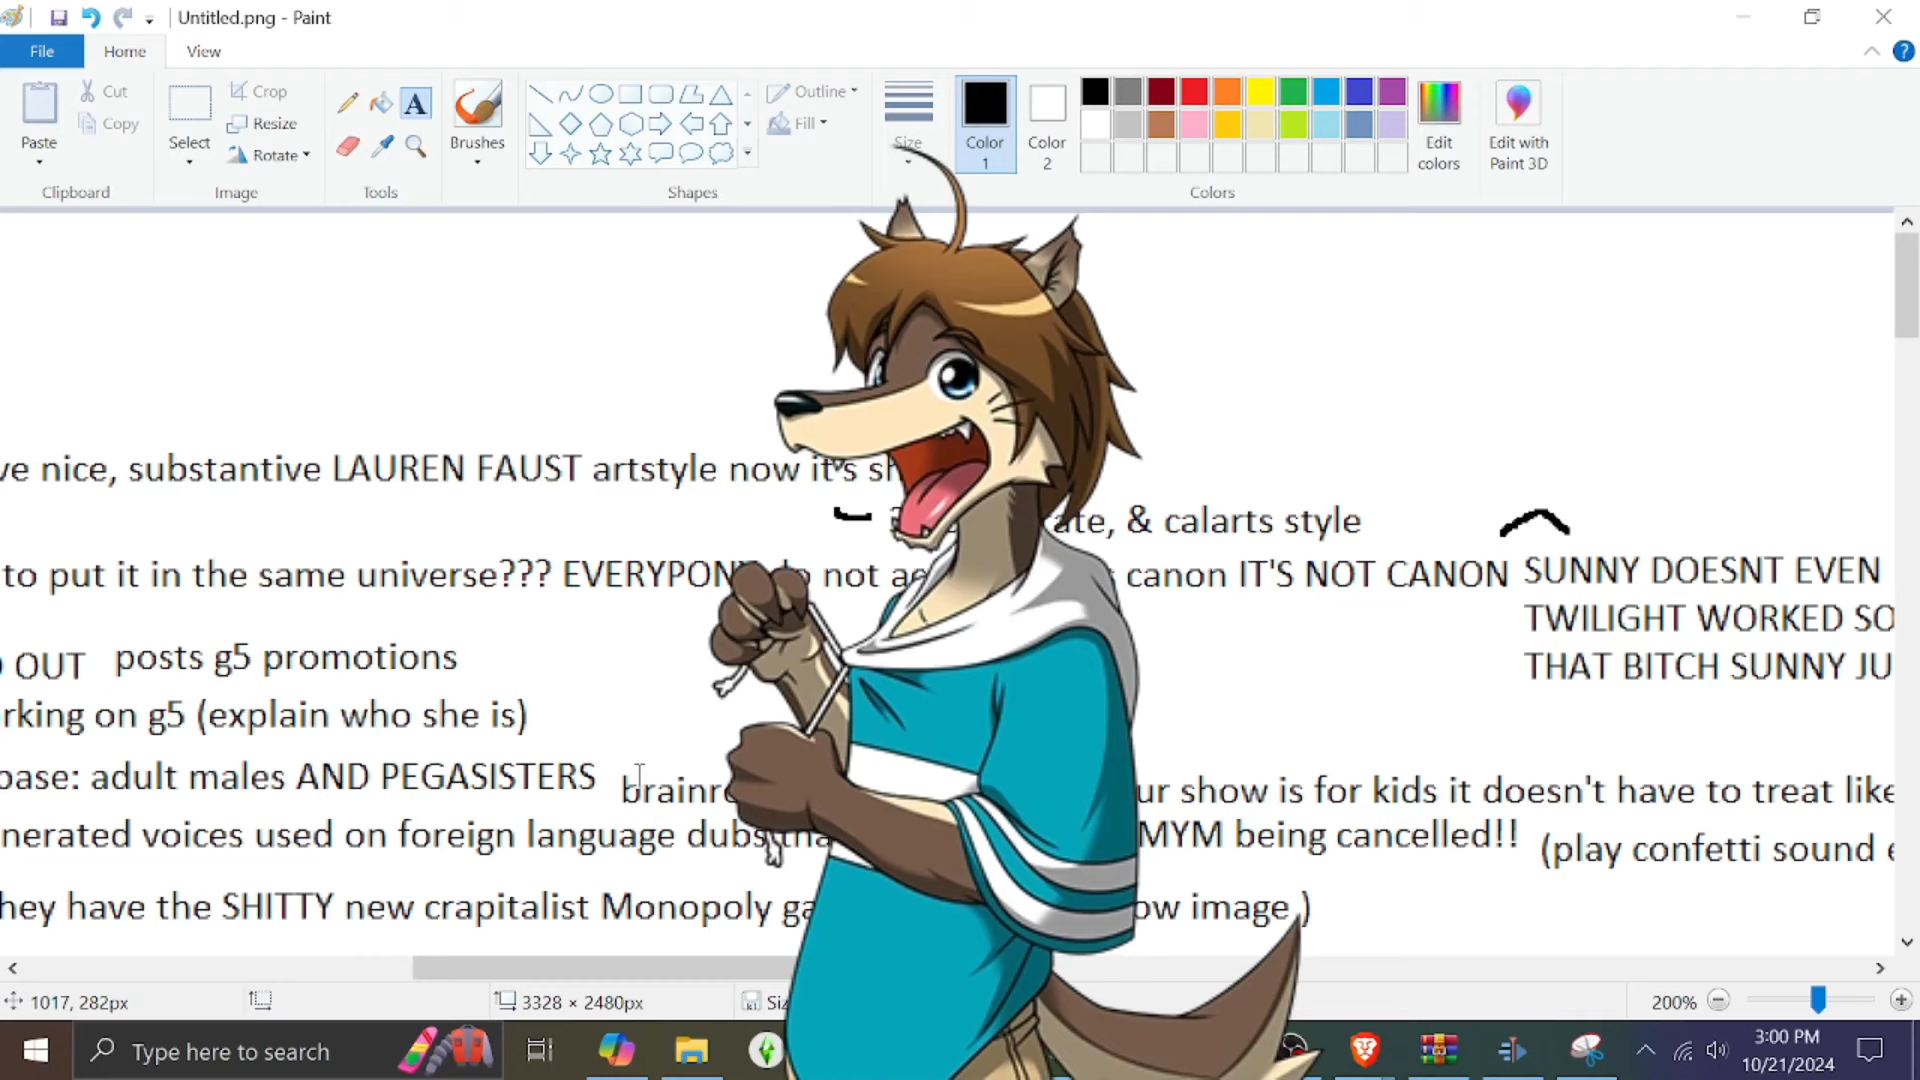 Untitled.png - Paint
File Home View
Paste Cut Copy Clipboard
Select Crop Resize Rotate Image
Tools
Brushes
Shapes
Outline Fill
Size
Color 1
Color 2
Edit colors
Colors
Edit with Paint 3D
ve nice, substantive LAUREN FAUST artstyle now it's sh
ate, & calarts style
to put it in the same universe??? EVERYPON do not ac canon IT'S NOT CANON
SUNNY DOESNT EVEN
TWILIGHT WORKED SO
THAT BITCH SUNNY JU
OUT posts g5 promotions
rking on g5 (explain who she is)
base: adult males AND PEGASISTERS
brainr ur show is for kids it doesn't have to treat like
nerated voices used on foreign language dubs tha MYM being cancelled!!
(play confetti sound e
hey have the SHITTY new crapitalist Monopoly ga ow image )
1017, 282px
3328 × 2480px
Siz
200%
Type here to search
3:00 PM
10/21/2024